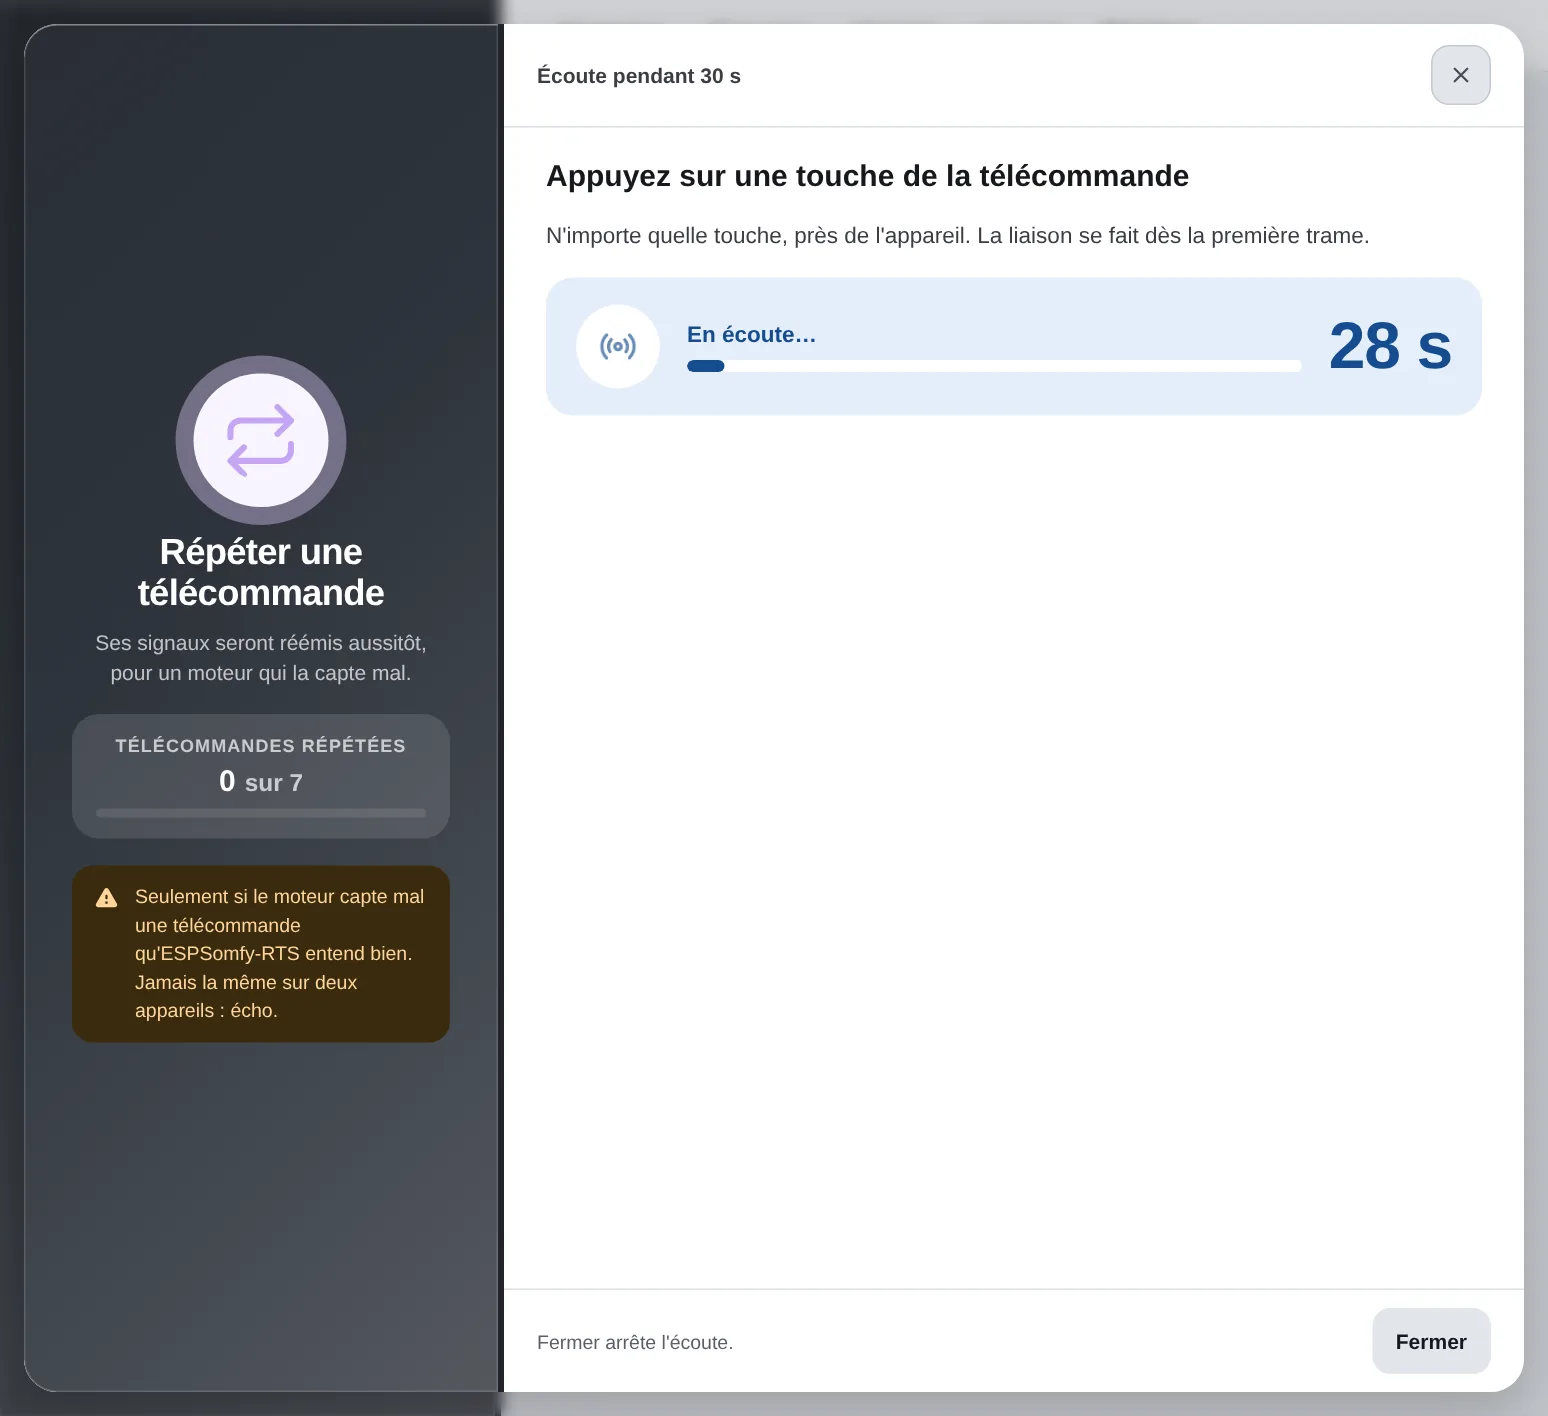 Répéter une
télécommande
Ses signaux seront réémis aussitôt,
pour un moteur qui la capte mal.
TÉLÉCOMMANDES RÉPÉTÉES
0 sur 7
Seulement si le moteur capte mal
une télécommande
qu'ESPSomfy-RTS entend bien.
Jamais la même sur deux
appareils : écho.
Écoute pendant 30 s
Appuyez sur une touche de la télécommande
N'importe quelle touche, près de l'appareil. La liaison se fait dès la première trame.
En écoute…
28 s
Fermer arrête l'écoute.
Fermer